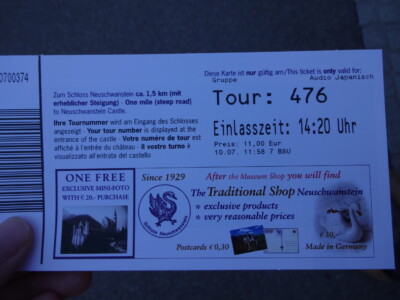 0700374
Diese Karte ist nur gültig am/This ticket is only valid for:
Gruppe Audio Japanisch
Zum Schloss Neuschwanstein ca. 1,5 km (mit
erheblicher Steigung) · One mile (steep road)
to Neuschwanstein Castle.
Ihre Tournummer wird am Eingang des Schlosses
angezeigt · Your tour number is displayed at the
entrance of the castle · Votre numéro de tour est
affiché à l'entrée du château · Il vostro turno è
visualizzato all'entrata del castello
Tour: 476
Einlasszeit: 14:20 Uhr
Preis: 11,00 Eur
10.07. 11:58 7 BSU
ONE FREE
EXCLUSIVE MINI-FOTO
WITH € 20.- PURCHASE
Since 1929
After the Museum Shop you will find
The Traditional Shop Neuschwanstein
* exclusive products
* very reasonable prices
Postcards € 0,30
Made in Germany